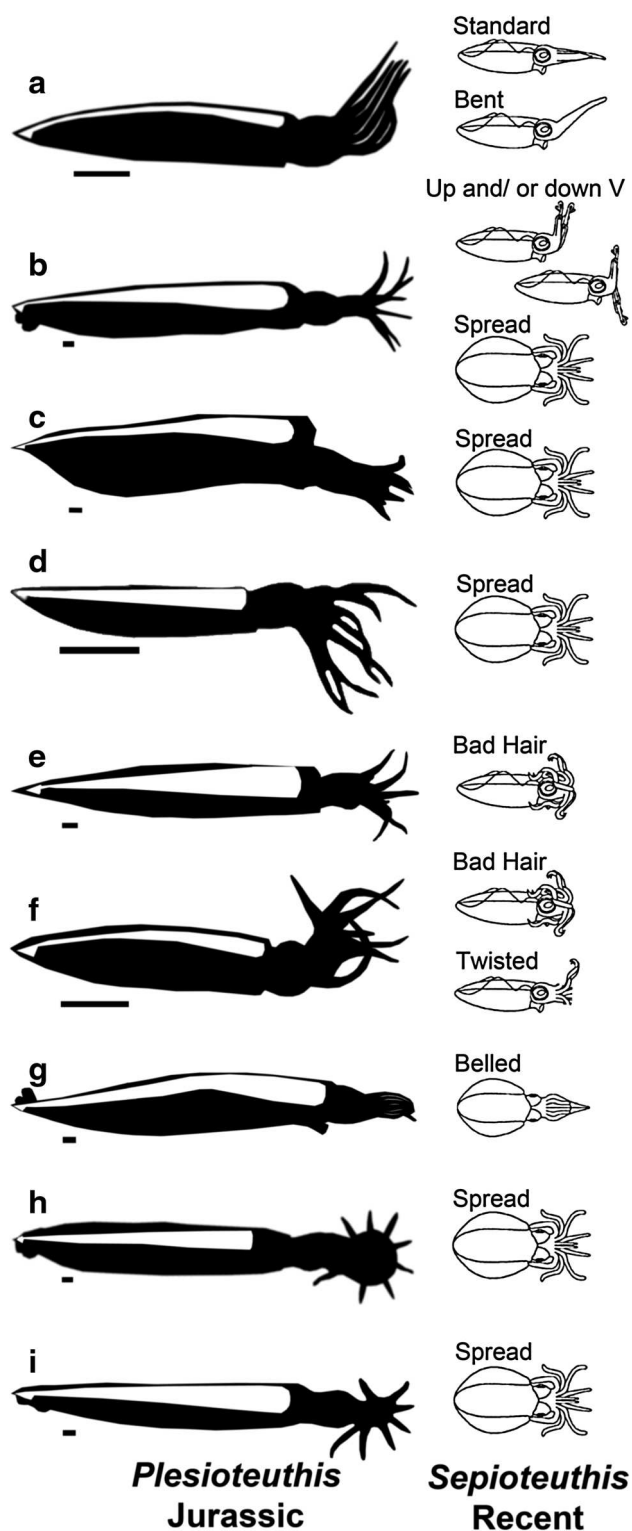 Standard
a
Bent
Up and/ or down V
b
Spread
c
Spread
d
Spread
e
Bad Hair
f
Bad Hair
Twisted
g
Belled
h
Spread
i
Spread
Plesioteuthis Sepioteuthis
Jurassic Recent